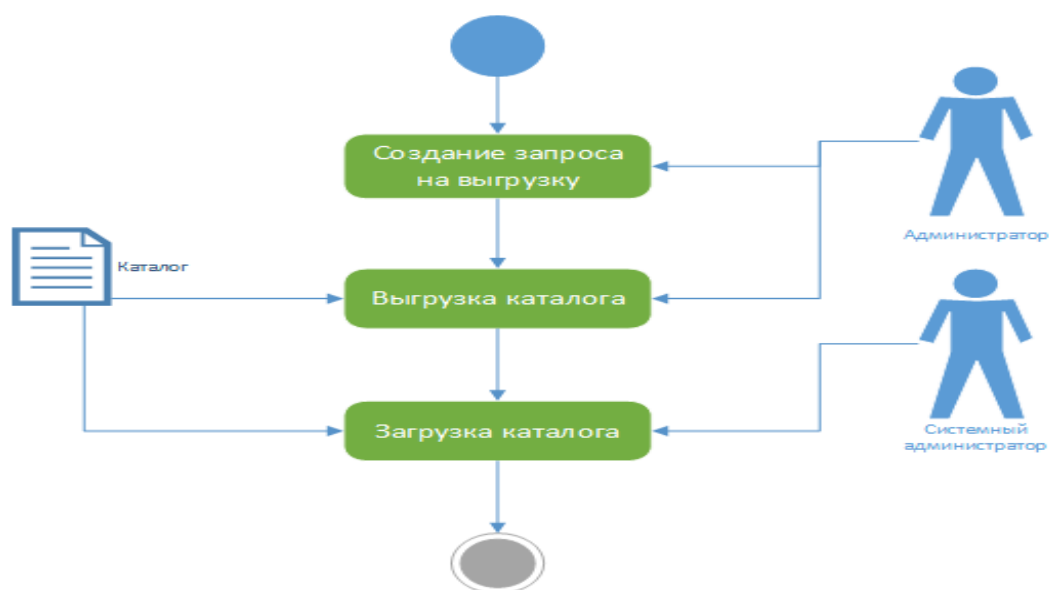 Создание запроса
на выгрузку
Администратор
Каталог
Выгрузка каталога
Загрузка каталога
Системный
администратор